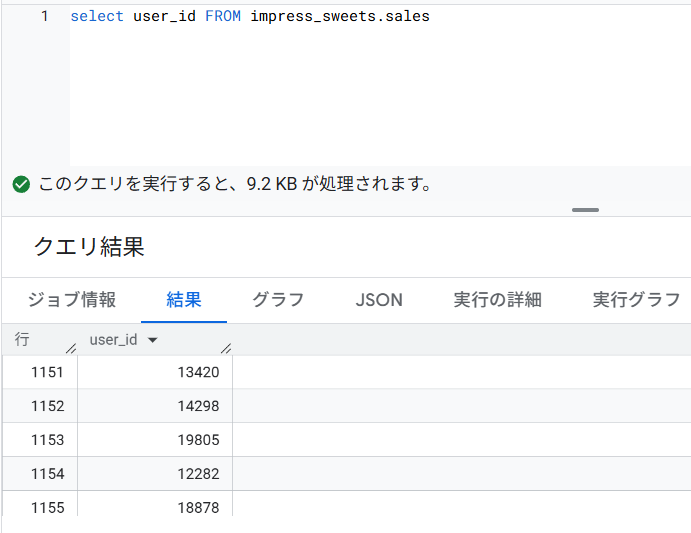 1 select user_id FROM impress_sweets.sales
このクエリを実行すると、9.2 KB が処理されます。
クエリ結果
ジョブ情報 結果 グラフ JSON 実行の詳細 実行グラフ
行 user_id
1151 13420
1152 14298
1153 19805
1154 12282
1155 18878